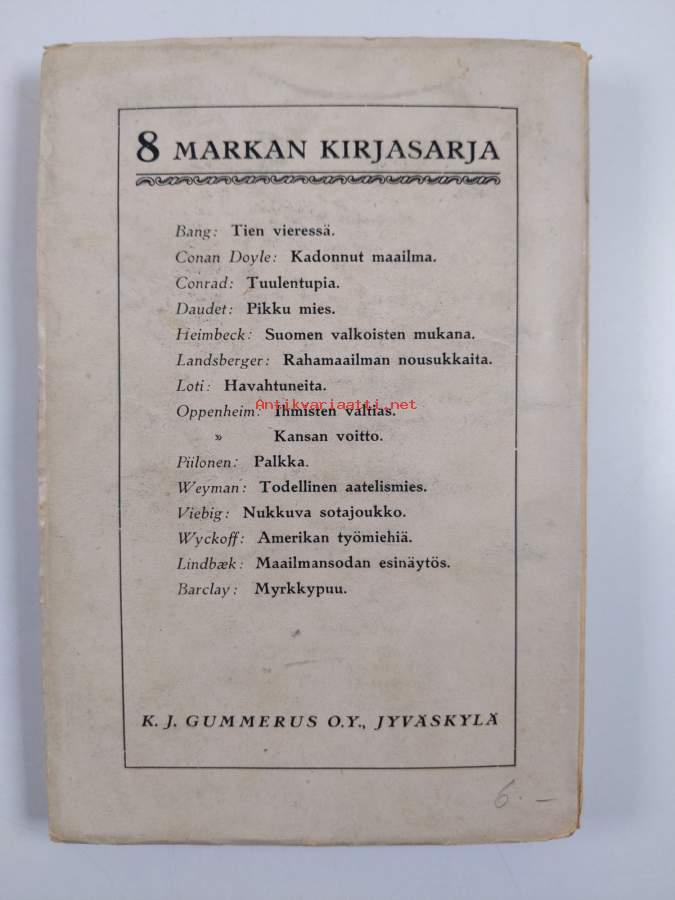 8 MARKAN KIRJASARJA
Bang: Tien vieressä.
Conan Doyle: Kadonnut maailma.
Conrad: Tuulentupia.
Daudet: Pikku mies.
Heimbeck: Suomen valkoisten mukana.
Landsberger: Rahamaailman nousukkaita.
Loti: Havahtuneita.
Antikvariaatti.net
Oppenheim: Ihmisten valtias.
» Kansan voitto.
Piilonen: Palkka.
Weyman: Todellinen aatelismies.
Viebig: Nukkuva sotajoukko.
Wyckoff: Amerikan työmiehiä.
Lindbæk: Maailmansodan esinäytös.
Barclay: Myrkkypuu.
K. J. GUMMERUS O.Y., JYVÄSKYLÄ
6.–